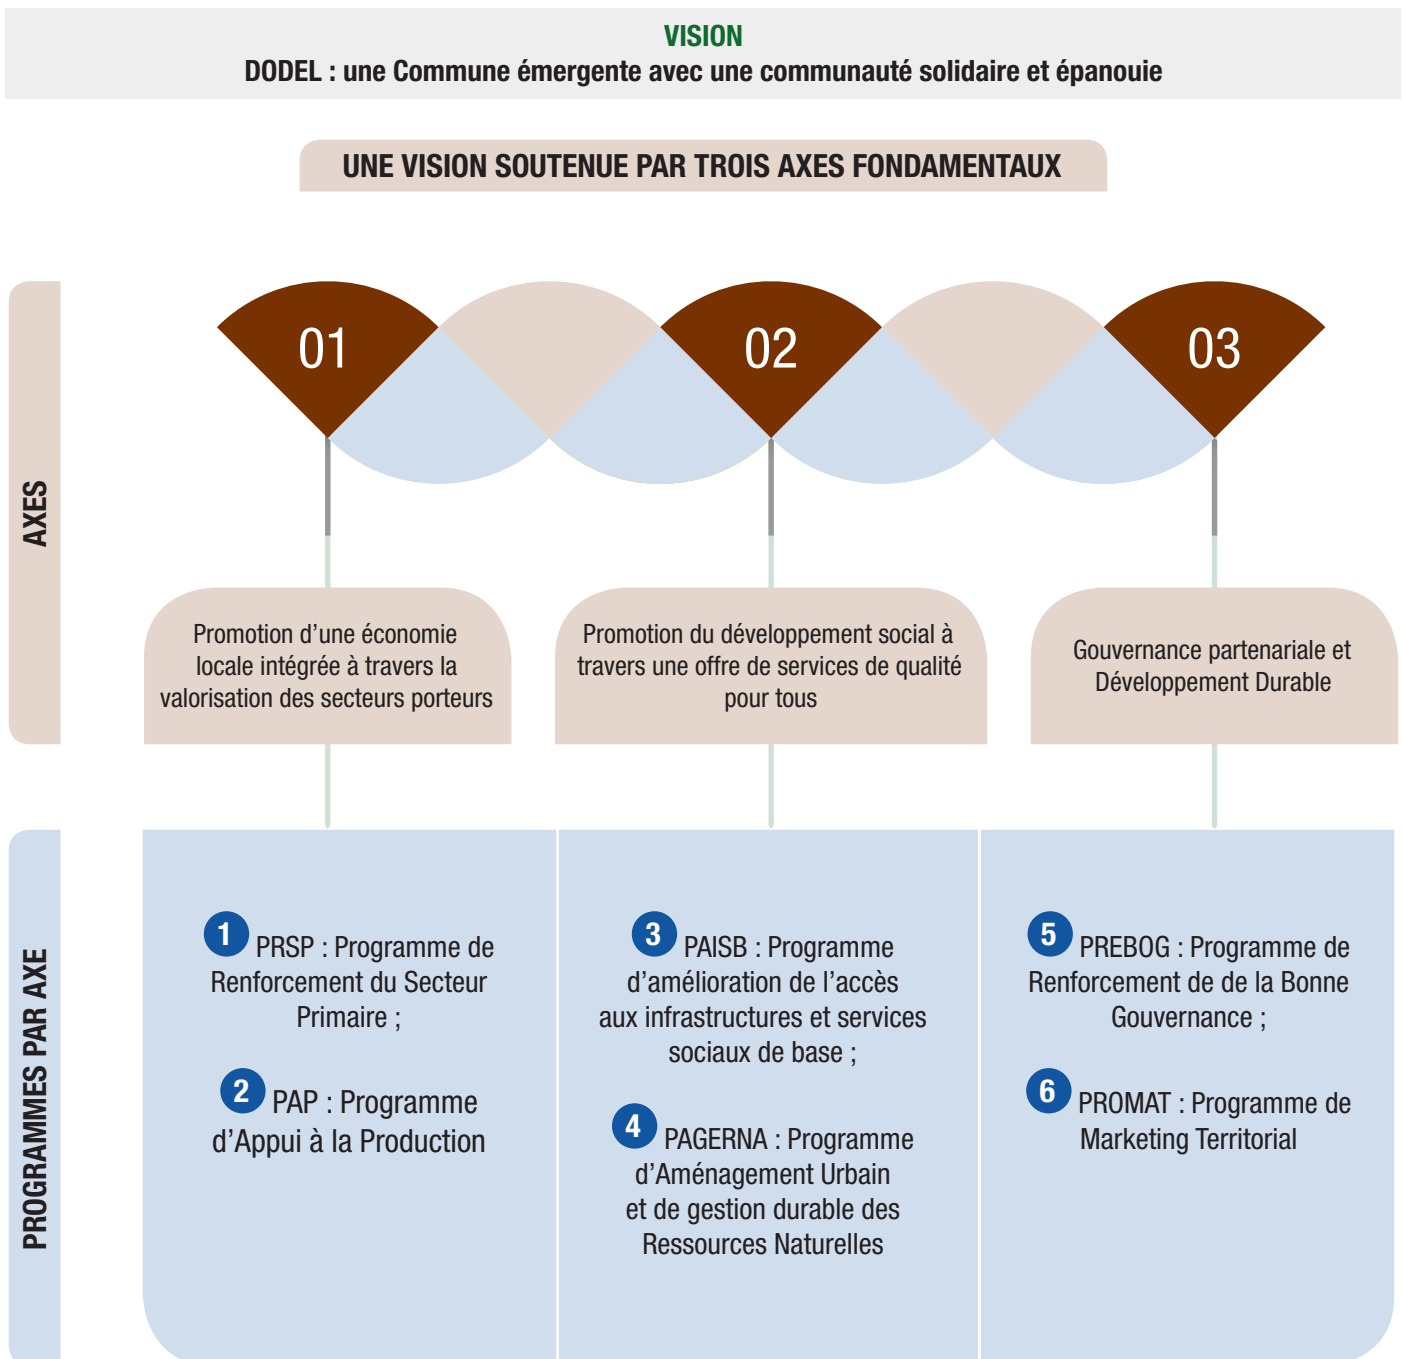 VISION
DODEL : une Commune émergente avec une communauté solidaire et épanouie
UNE VISION SOUTENUE PAR TROIS AXES FONDAMENTAUX
AXES
01
02
03
Promotion d’une économie
locale intégrée à travers la
valorisation des secteurs porteurs
Promotion du développement social à
travers une offre de services de qualité
pour tous
Gouvernance partenariale et
Développement Durable
PROGRAMMES PAR AXE
1 PRSP : Programme de
Renforcement du Secteur
Primaire ;
2 PAP : Programme
d’Appui à la Production
3 PAISB : Programme
d’amélioration de l’accès
aux infrastructures et services
sociaux de base ;
4 PAGERNA : Programme
d’Aménagement Urbain
et de gestion durable des
Ressources Naturelles
5 PREBOG : Programme de
Renforcement de de la Bonne
Gouvernance ;
6 PROMAT : Programme de
Marketing Territorial